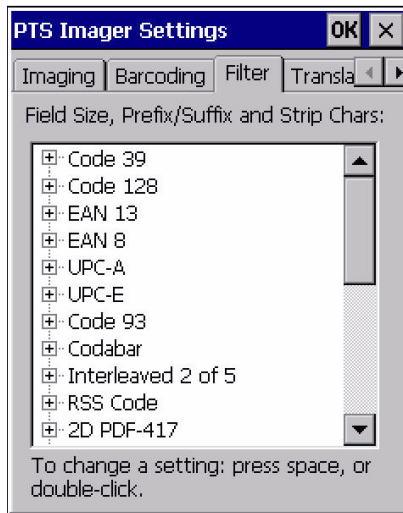 PTS Imager Settings OK
Imaging Barcoding Filter Transla
Field Size, Prefix/Suffix and Strip Chars:
Code 39
Code 128
EAN 13
EAN 8
UPC-A
UPC-E
Code 93
Codabar
Interleaved 2 of 5
RSS Code
2D PDF-417
To change a setting: press space, or
double-click.